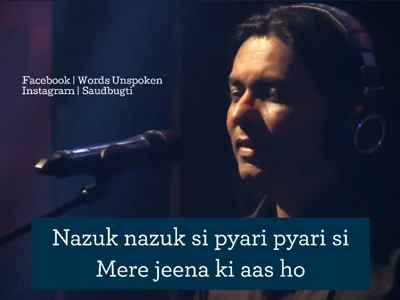 Facebook | Words Unspoken
Instagram | Saudbugti
Nazuk nazuk si pyari pyari si
Mere jeena ki aas ho